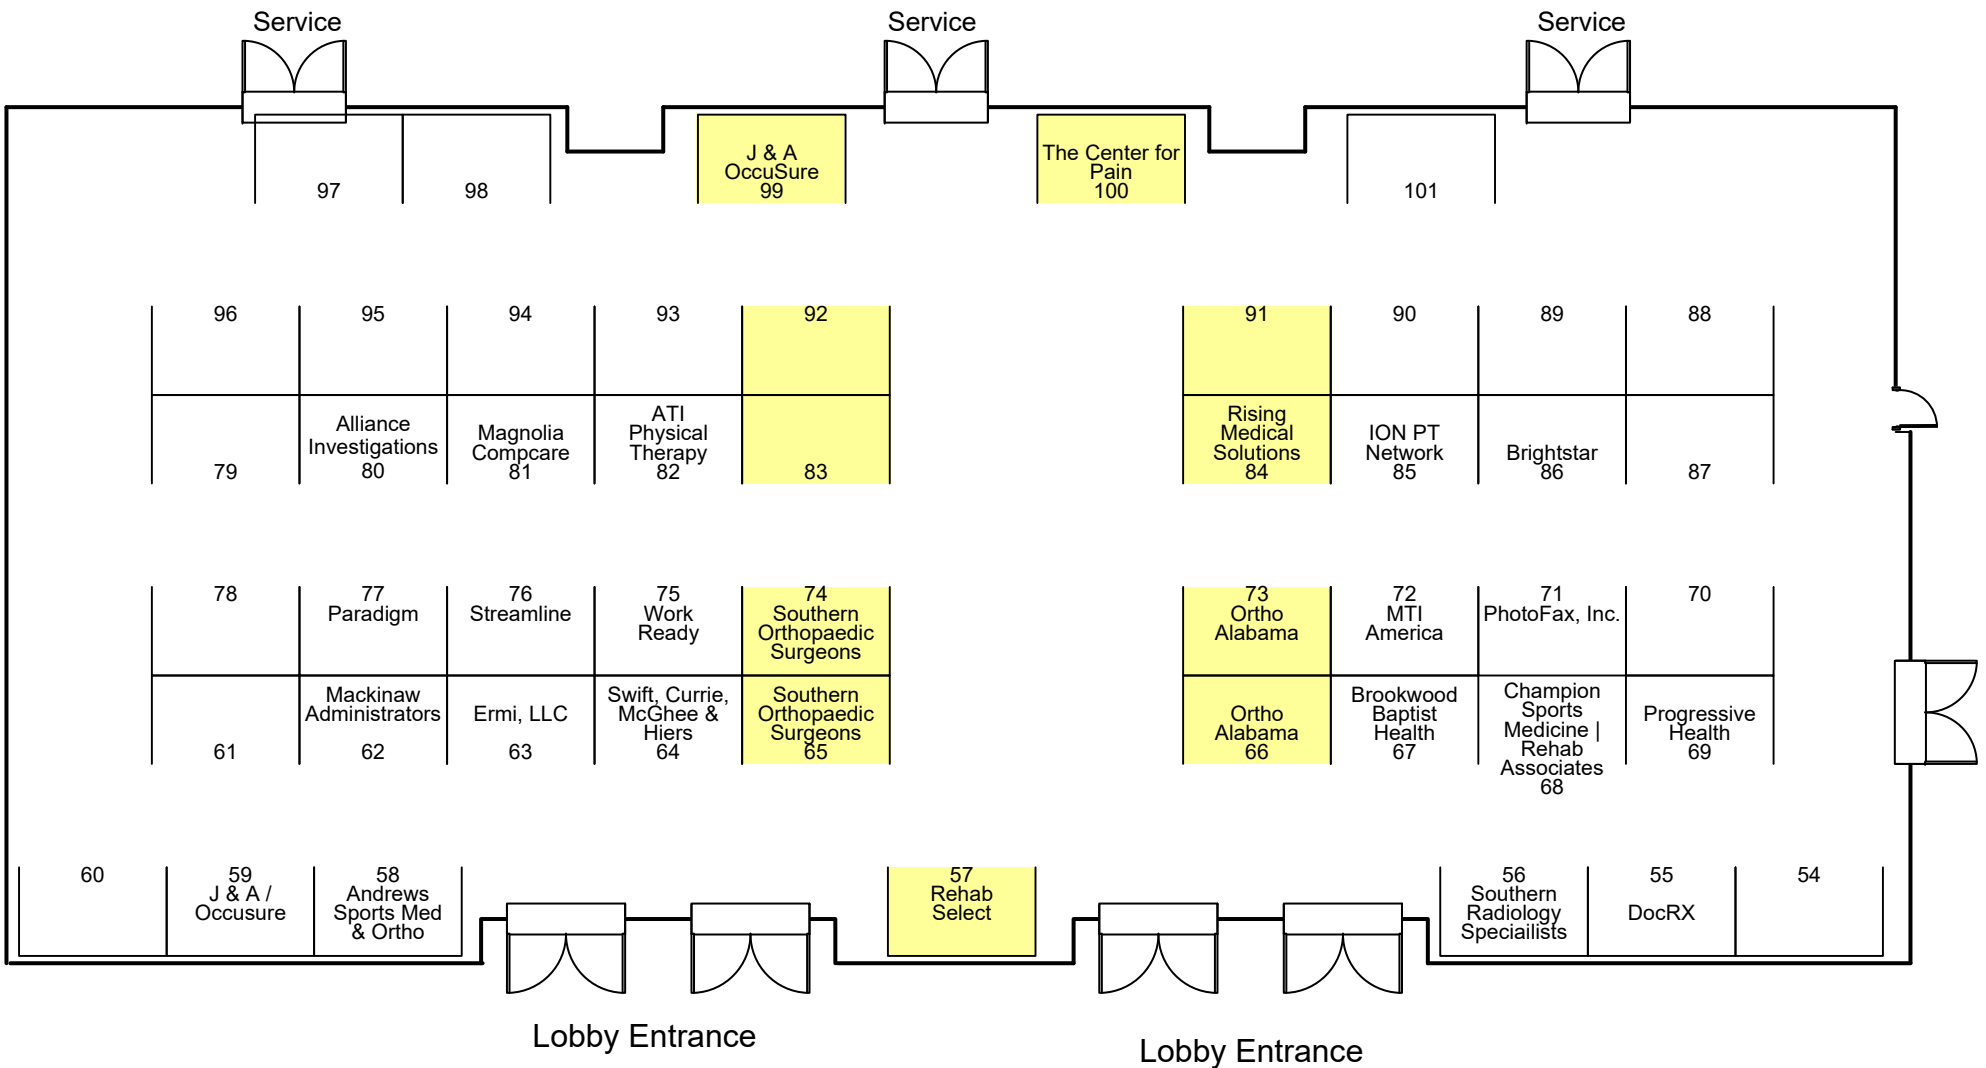 Service
Service
Service
97
98
J & A
OccuSure
99
The Center for
Pain
100
101
96
95
94
93
92
91
90
89
88
79
Alliance
Investigations
80
Magnolia
Compcare
81
ATI
Physical
Therapy
82
83
Rising
Medical
Solutions
84
ION PT
Network
85
Brightstar
86
87
78
77
Paradigm
76
Streamline
75
Work
Ready
74
Southern
Orthopaedic
Surgeons
73
Ortho
Alabama
72
MTI
America
71
PhotoFax, Inc.
70
61
Mackinaw
Administrators
62
Ermi, LLC
63
Swift, Currie,
McGhee &
Hiers
64
Southern
Orthopaedic
Surgeons
65
Ortho
Alabama
66
Brookwood
Baptist
Health
67
Champion
Sports
Medicine |
Rehab
Associates
68
Progressive
Health
69
60
59
J & A /
Occusure
58
Andrews
Sports Med
& Ortho
57
Rehab
Select
56
Southern
Radiology
Speciailists
55
DocRX
54
Lobby Entrance
Lobby Entrance